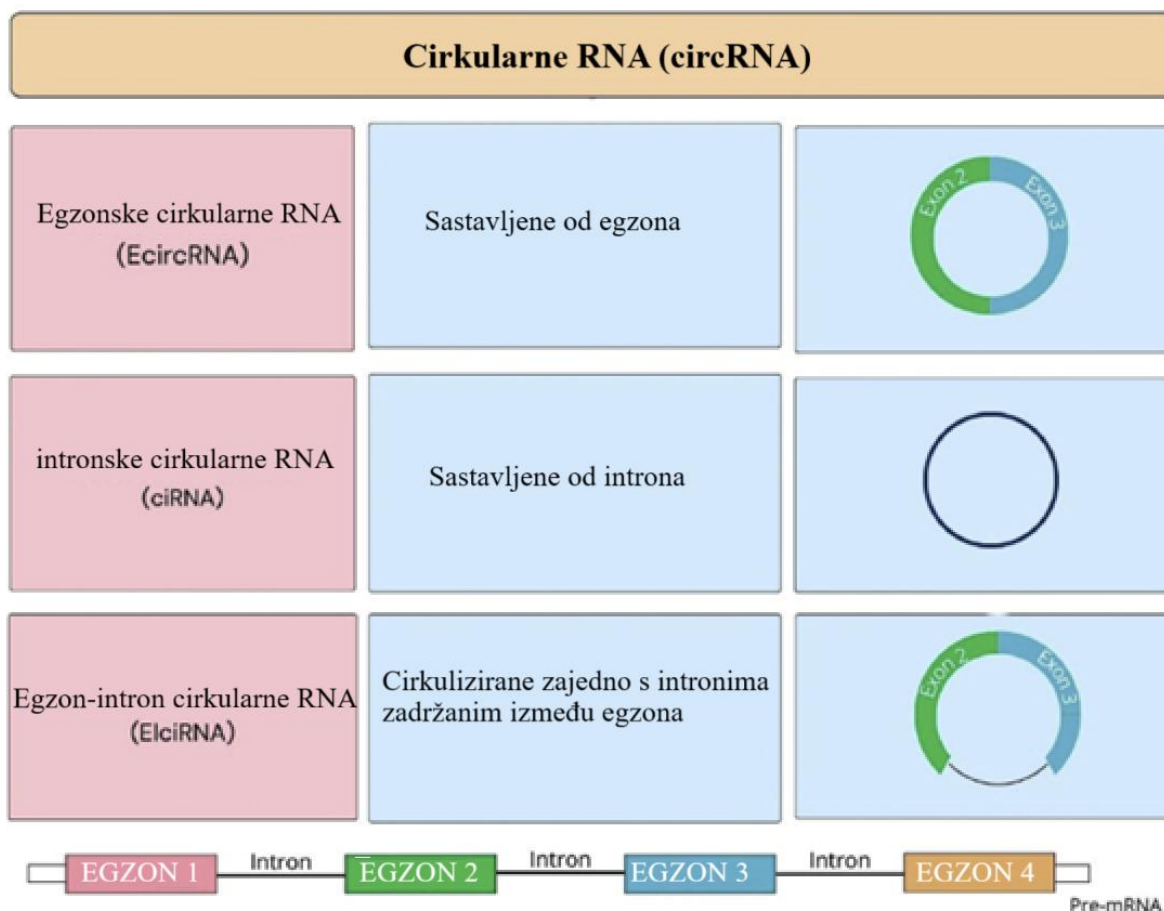 Cirkularne RNA (circRNA)
Egzonske cirkularne RNA
(EcircRNA)
Sastavljene od egzona
Exon 2
Exon 3
intronske cirkularne RNA
(ciRNA)
Sastavljene od introna
Egzon-intron cirkularne RNA
(ElciRNA)
Cirkulizirane zajedno s intronima
zadržanim između egzona
Exon 2
Exon 3
EGZON 1
Intron
EGZON 2
Intron
EGZON 3
Intron
EGZON 4
Pre-mRNA